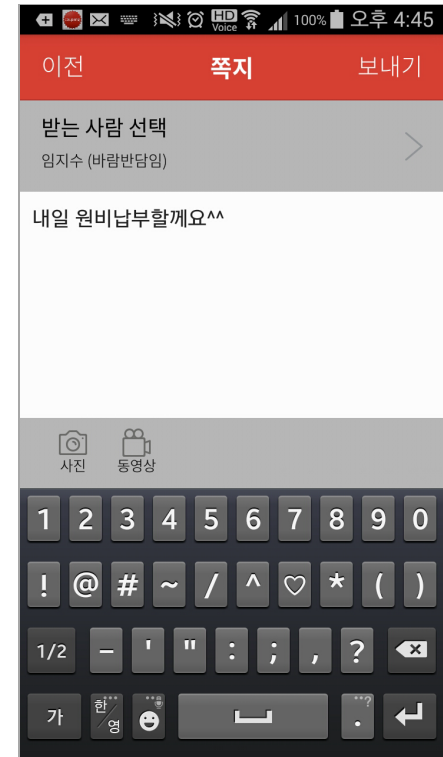 HD Voice 100% 오후 4:45
이전 쪽지 보내기
받는 사람 선택
임지수 (바람반담임)
내일 원비납부할께요^^
사진 동영상
1 2 3 4 5 6 7 8 9 0
! @ # ~ / ^ ♡ * ( )
1/2 - ' " : ; , ?
가 한/영 .